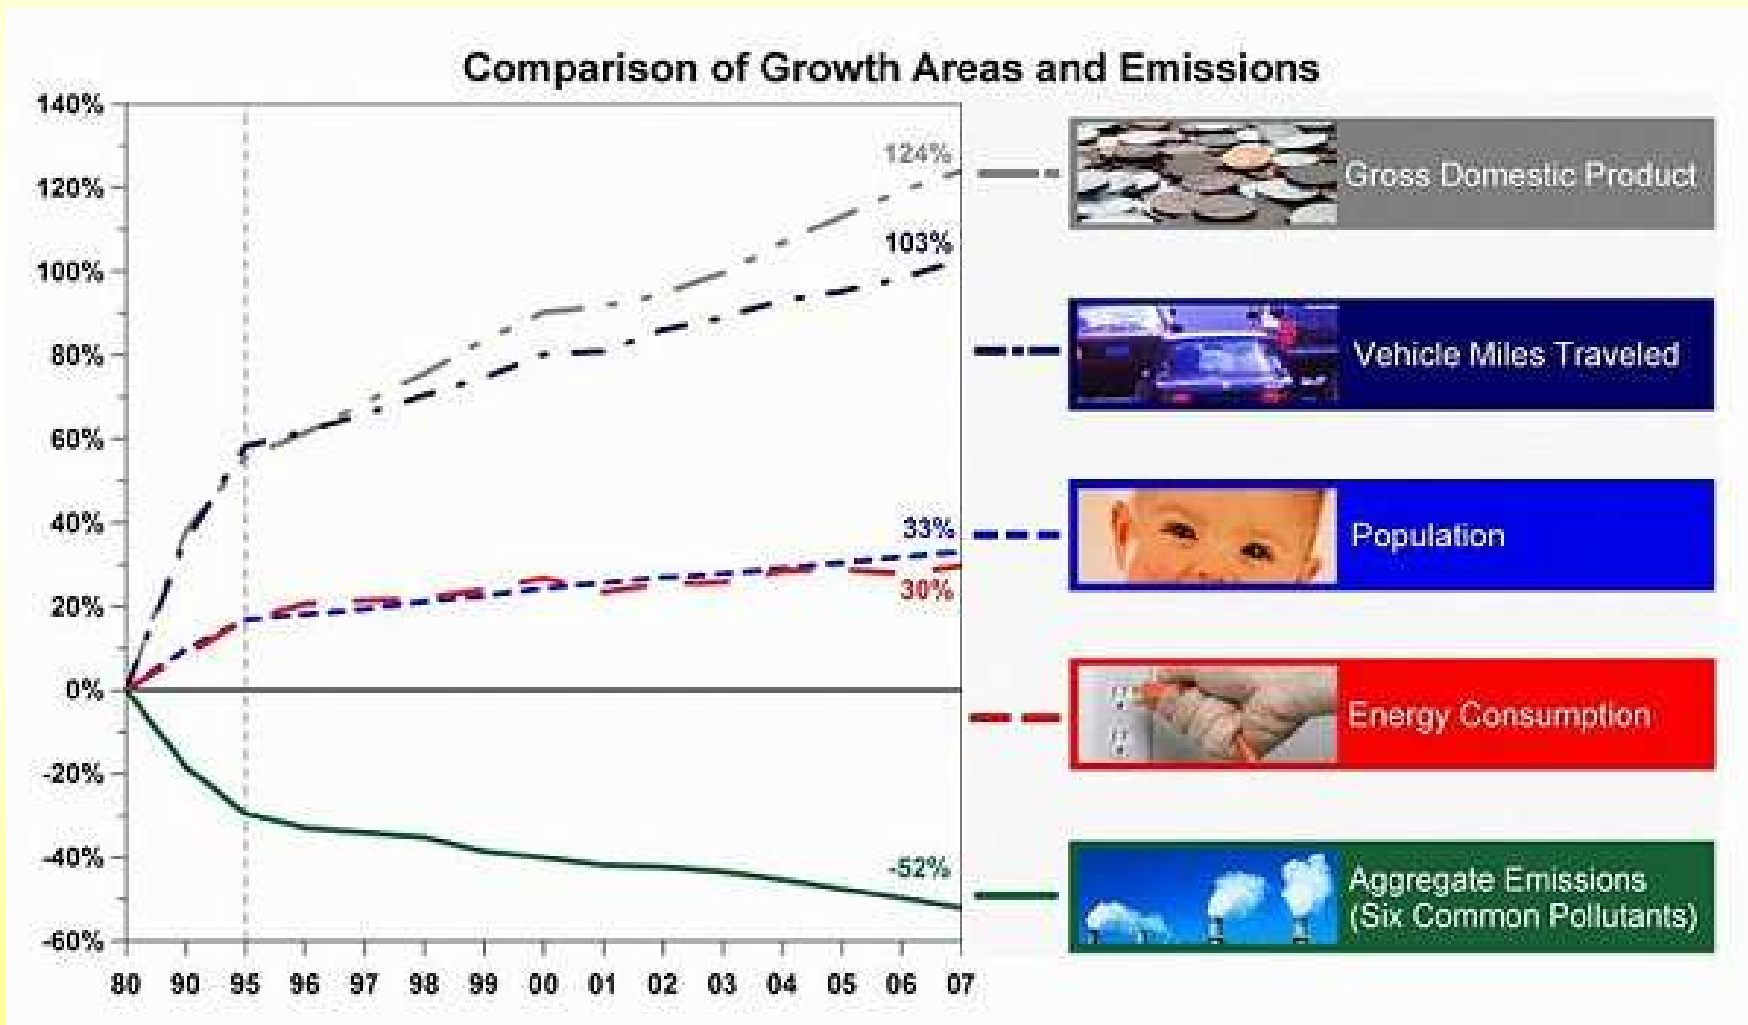 Comparison of Growth Areas and Emissions
140%
120%
100%
80%
60%
40%
20%
0%
-20%
-40%
-60%
124%
103%
33%
30%
-52%
80 90 95 96 97 98 99 00 01 02 03 04 05 06 07
Gross Domestic Product
Vehicle Miles Traveled
Population
Energy Consumption
Aggregate Emissions
(Six Common Pollutants)